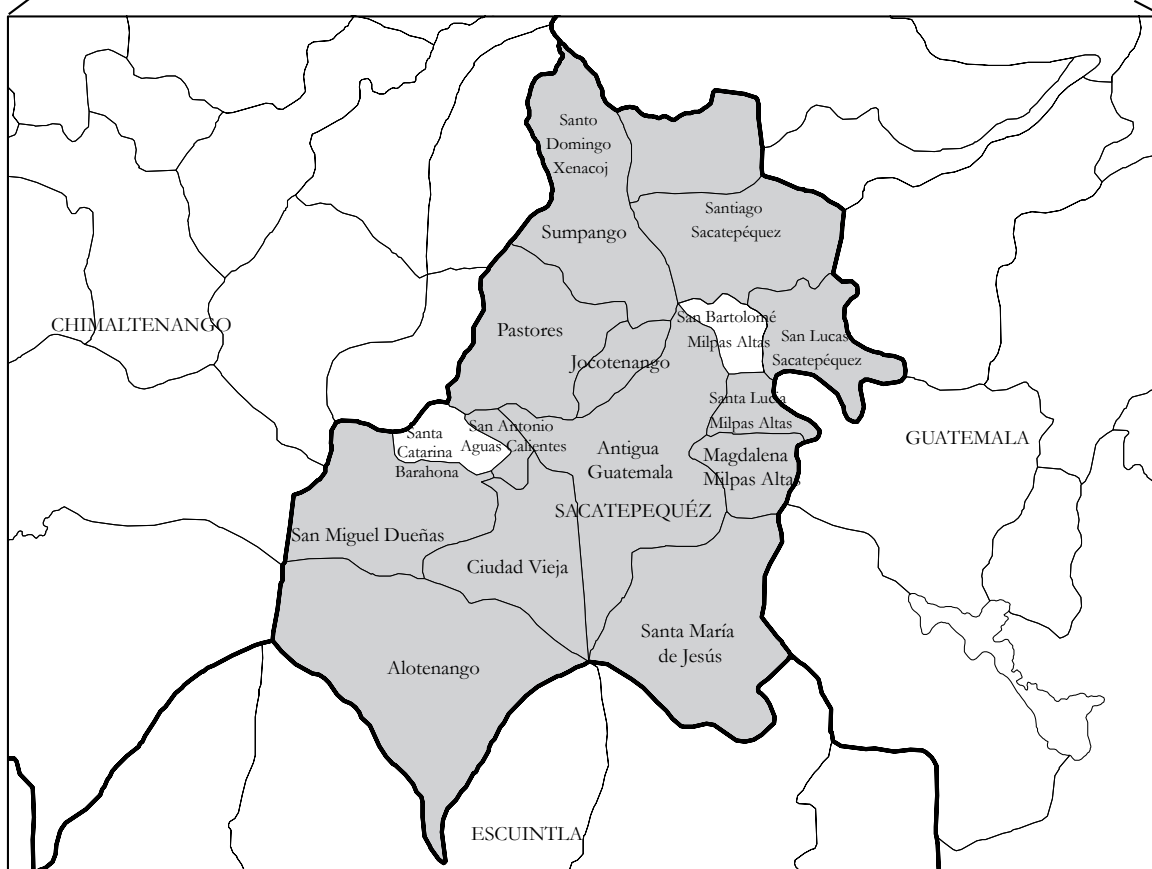 Santo
Domingo
Xenacoj
Santiago
Sacatepéquez
Sumpango
CHIMALTENANGO
Pastores
San Bartolomé
Milpas Altas
San Lucas
Sacatepéquez
Jocotenango
Santa Lucía
Milpas Altas
Santa
Catarina
Barahona
San Antonio
Aguas Calientes
Antigua
Guatemala
GUATEMALA
Magdalena
Milpas Altas
SACATEPEQUÉZ
San Miguel Dueñas
Ciudad Vieja
Santa María
de Jesús
Alotenango
ESCUINTLA